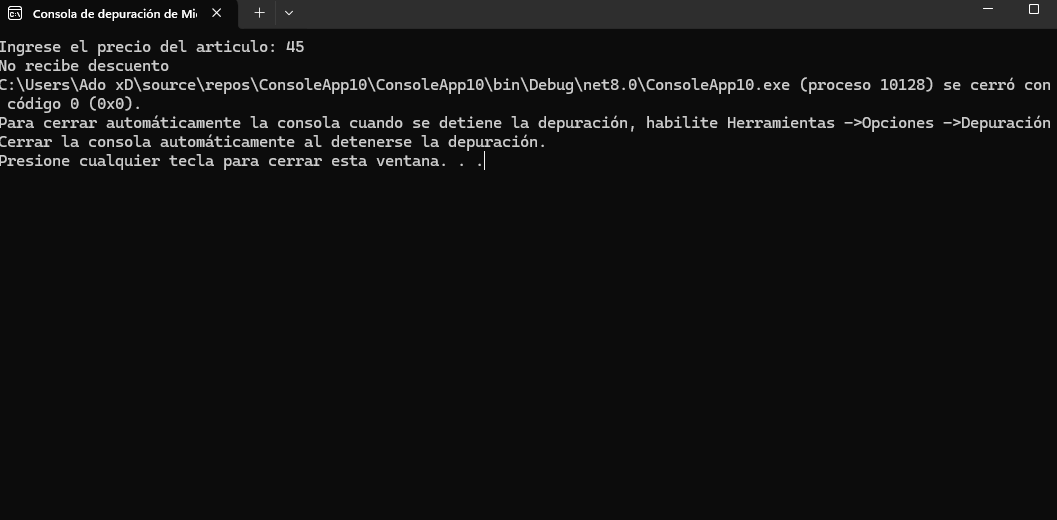 Consola de depuración de Mi
Ingrese el precio del articulo: 45
No recibe descuento
C:\Users\Ado xD\source\repos\ConsoleApp10\ConsoleApp10\bin\Debug\net8.0\ConsoleApp10.exe (proceso 10128) se cerró con
código 0 (0x0).
Para cerrar automáticamente la consola cuando se detiene la depuración, habilite Herramientas ->Opciones ->Depuración
Cerrar la consola automáticamente al detenerse la depuración.
Presione cualquier tecla para cerrar esta ventana. . .